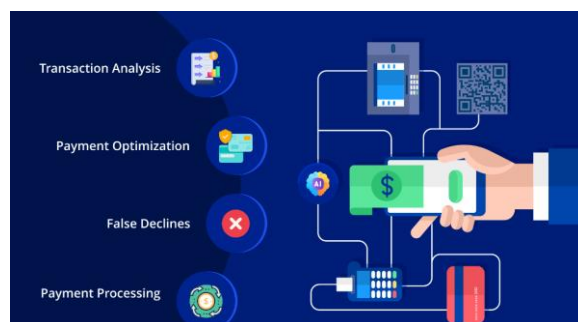 Transaction Analysis
Payment Optimization
AI
$
False Declines
Payment Processing
$